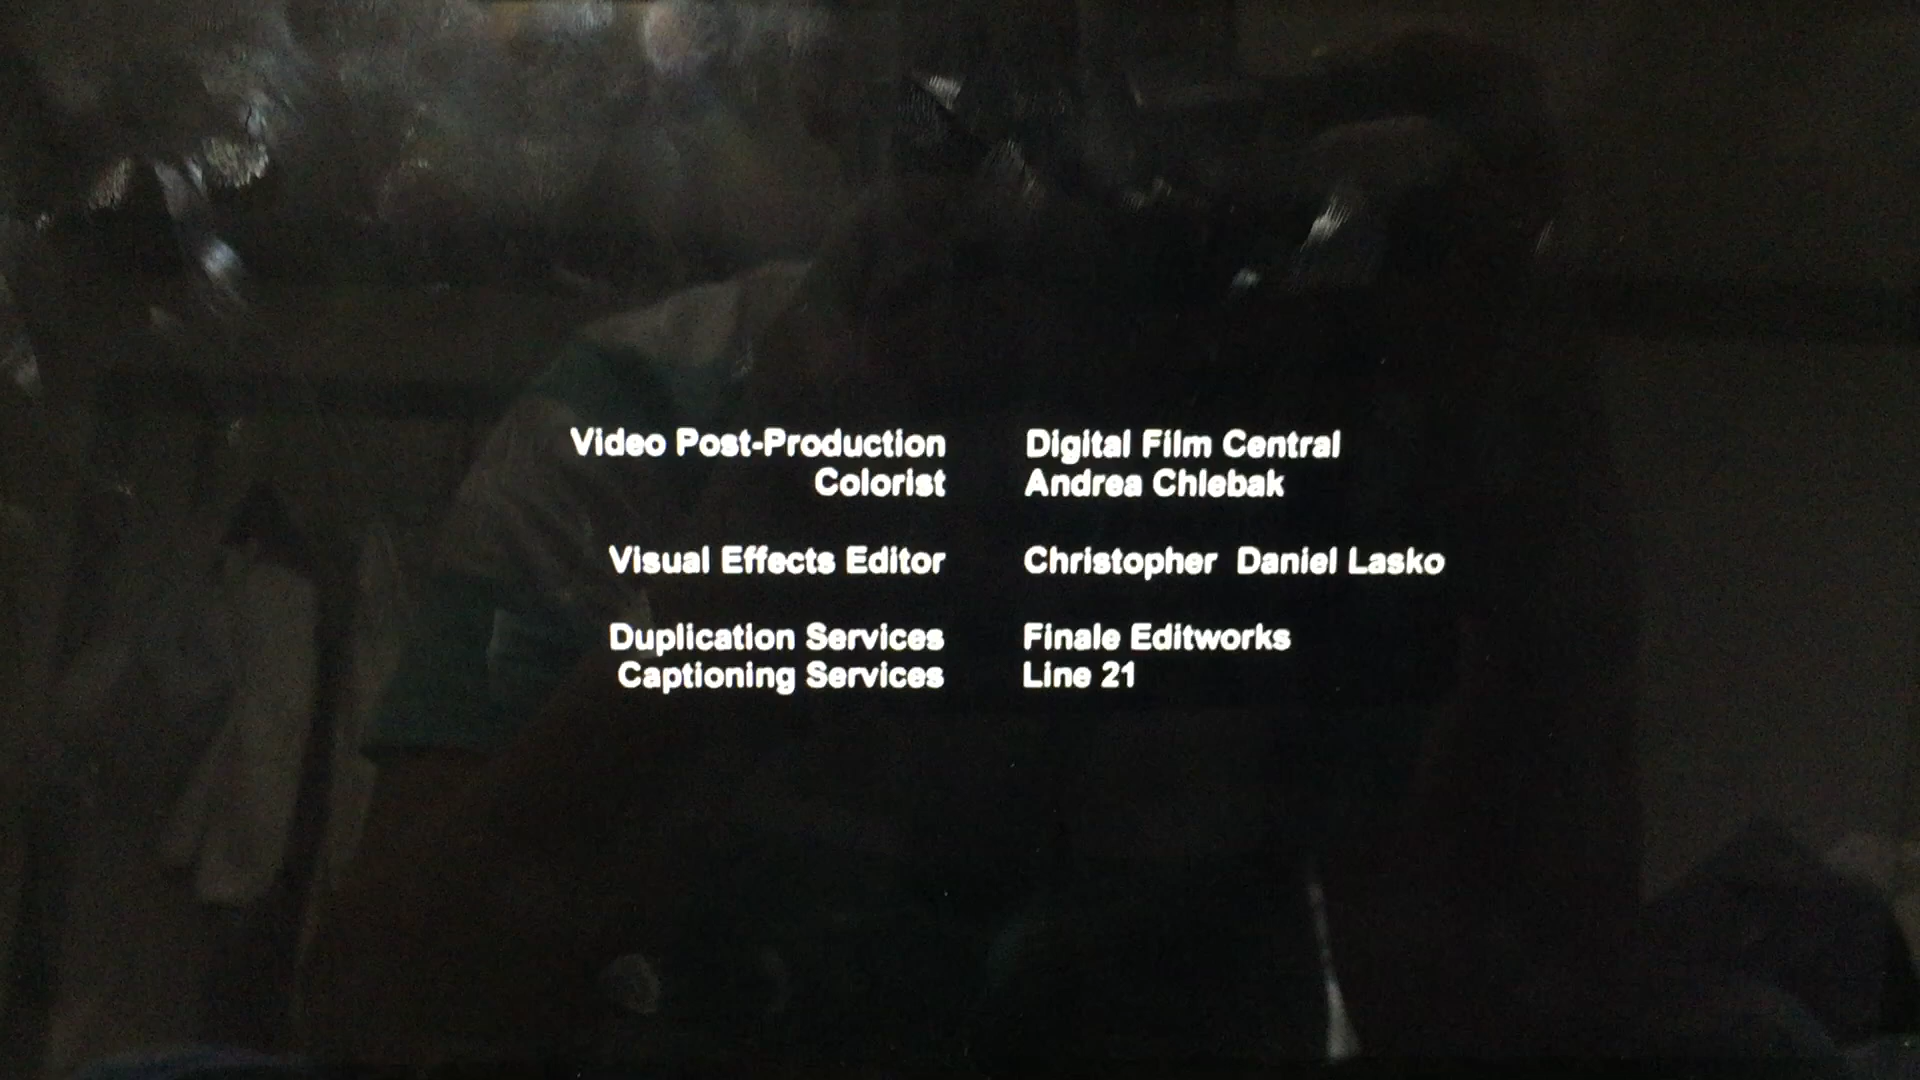 Video Post-Production Digital Film Central
Colorist Andrea Chlebak
Visual Effects Editor Christopher Daniel Lasko
Duplication Services Finale Editworks
Captioning Services Line 21